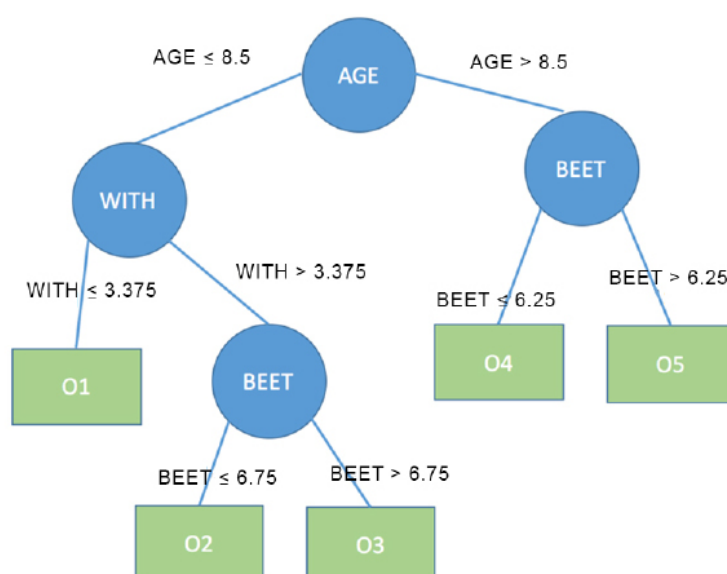 AGE ≤ 8.5
AGE
AGE > 8.5
WITH
BEET
WITH ≤ 3.375
WITH > 3.375
BEET ≤ 6.25
BEET > 6.25
O1
BEET
O4
O5
BEET ≤ 6.75
BEET > 6.75
O2
O3